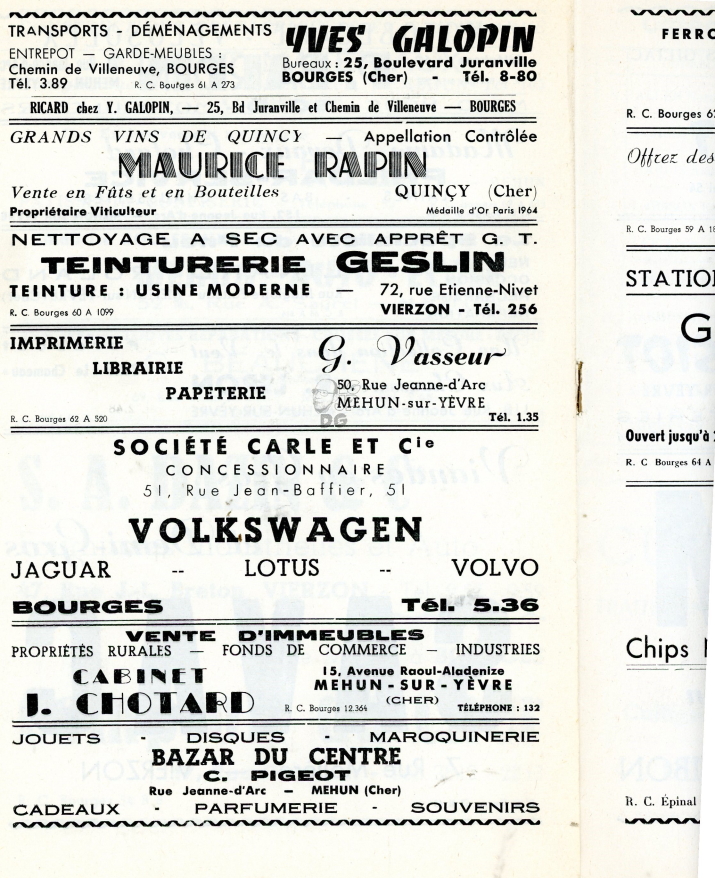 TRANSPORTS - DÉMÉNAGEMENTS
ENTREPOT — GARDE-MEUBLES :
Chemin de Villeneuve, BOURGES
Tél. 3.89 R. C. Bourges 61 A 273
YVES GALOPIN
Bureaux : 25, Boulevard Juranville
BOURGES (Cher) - Tél. 8-80
RICARD chez Y. GALOPIN, — 25, Bd Juranville et Chemin de Villeneuve — BOURGES
GRANDS VINS DE QUINCY — Appellation Contrôlée
MAURICE RAPIN
Vente en Fûts et en Bouteilles QUINÇY (Cher)
Propriétaire Viticulteur Médaille d'Or Paris 1964
NETTOYAGE A SEC AVEC APPRÊT G. T.
TEINTURERIE GESLIN
TEINTURE : USINE MODERNE 72, rue Etienne-Nivet
R. C. Bourges 60 A 1099 VIERZON - Tél. 256
IMPRIMERIE
LIBRAIRIE
PAPETERIE
R. C. Bourges 62 A 520
G. Vasseur
50, Rue Jeanne-d'Arc
MEHUN-sur-YÈVRE
DG
Tél. 1.35
SOCIÉTÉ CARLE ET Cie
CONCESSIONNAIRE
51, Rue Jean-Baffier, 51
VOLKSWAGEN
JAGUAR -- LOTUS -- VOLVO
BOURGES Tél. 5.36
VENTE D'IMMEUBLES
PROPRIÉTÉS RURALES — FONDS DE COMMERCE — INDUSTRIES
CABINET
J. CHOTARD
R. C. Bourges 12.364
15, Avenue Raoul-Aladenize
MEHUN - SUR - YÈVRE
(CHER)
TÉLÉPHONE : 132
JOUETS - DISQUES - MAROQUINERIE
BAZAR DU CENTRE
C. PIGEOT
Rue Jeanne-d'Arc — MEHUN (Cher)
CADEAUX - PARFUMERIE - SOUVENIRS
FERRO
R. C. Bourges 62
Offrez des
R. C. Bourges 59 A 18
STATIO
G
Ouvert jusqu'à
R. C Bourges 64 A
Chips
R. C. Épinal